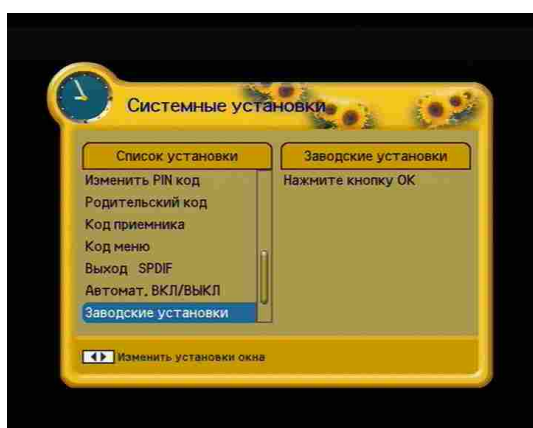 Системные установки
Список установки
Заводские установки
Изменить PIN код
Нажмите кнопку OK
Родительский код
Код приемника
Код меню
Выход SPDIF
Автомат. ВКЛ/ВЫКЛ
Заводские установки
Изменить установки окна